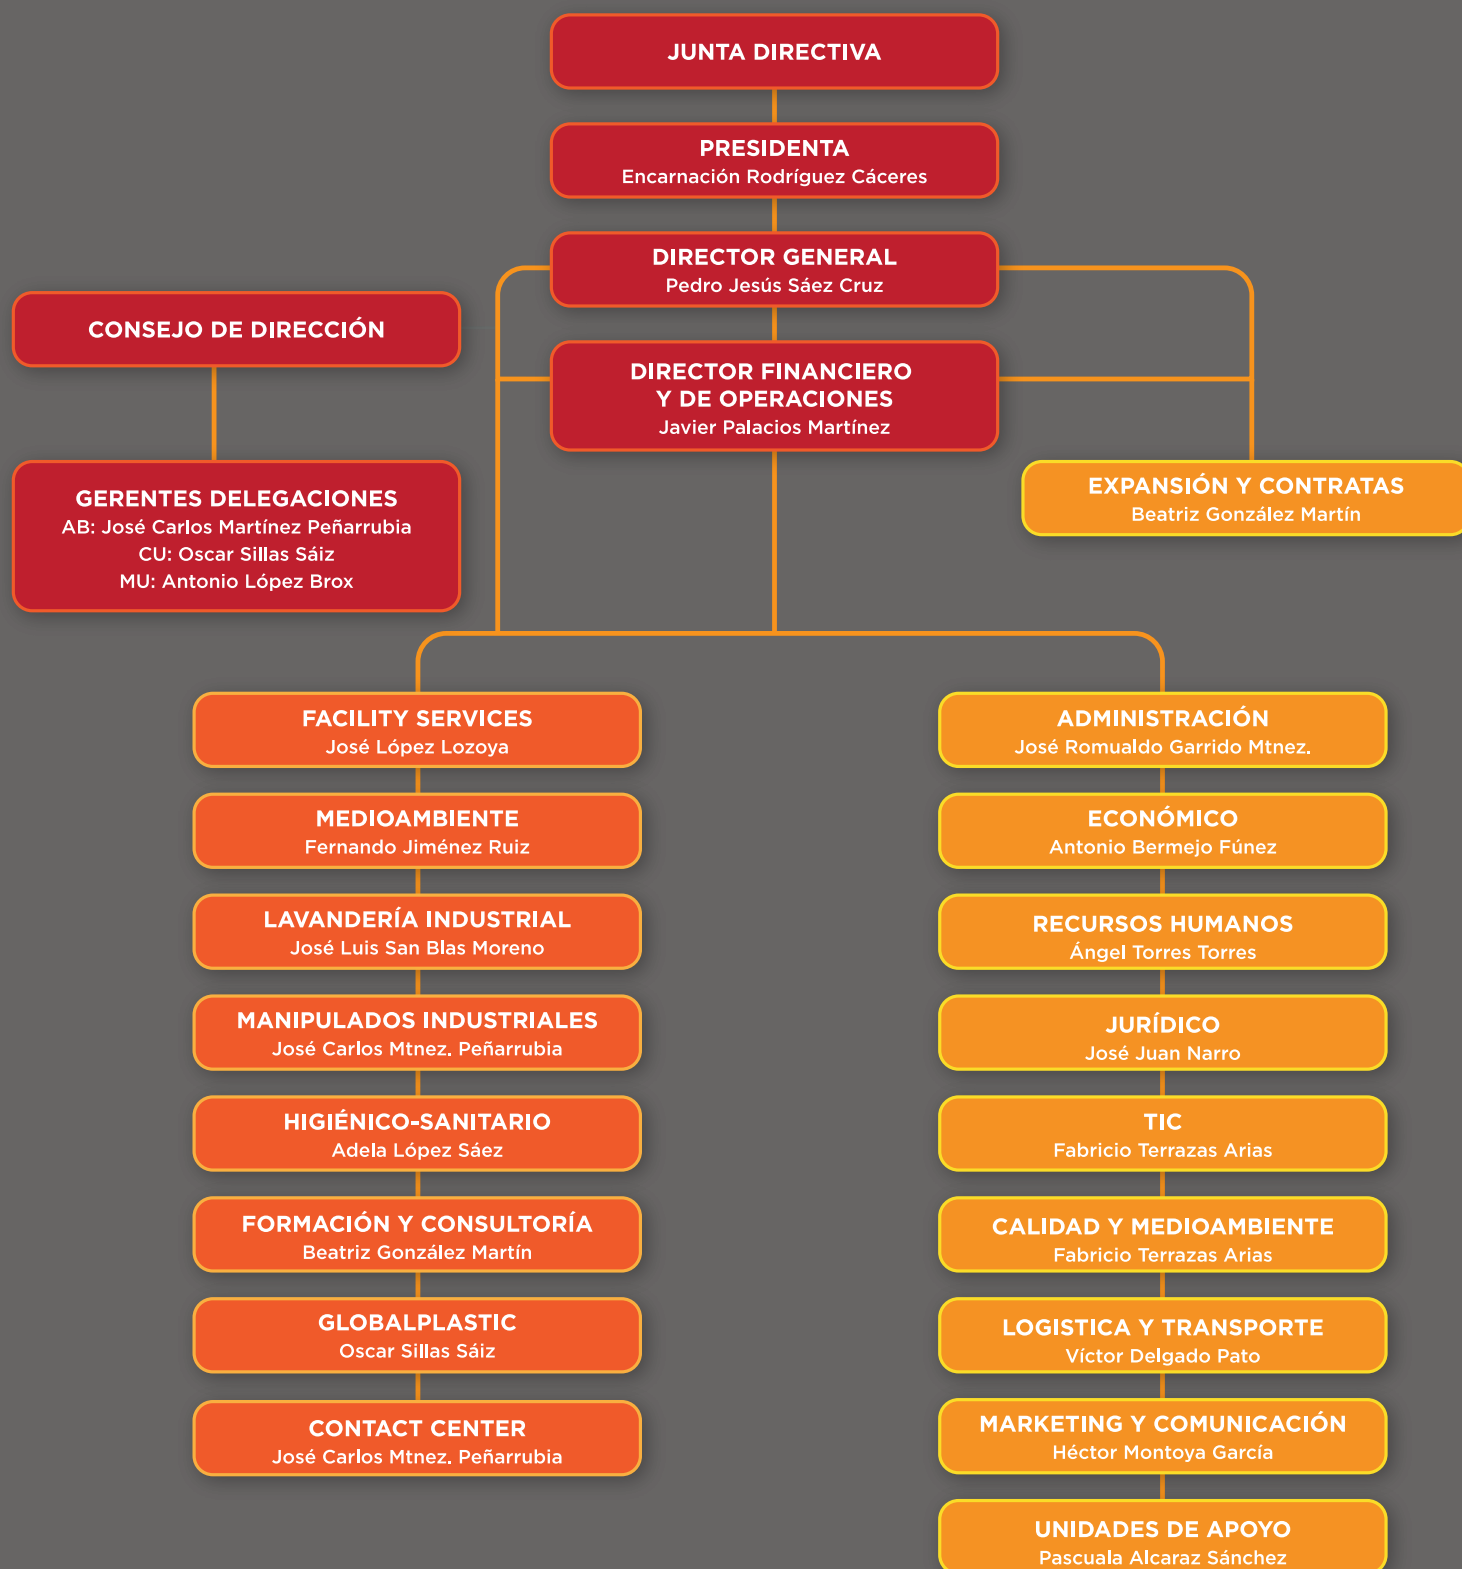 JUNTA DIRECTIVA
PRESIDENTA
Encarnación Rodríguez Cáceres
DIRECTOR GENERAL
Pedro Jesús Sáez Cruz
CONSEJO DE DIRECCIÓN
DIRECTOR FINANCIERO
Y DE OPERACIONES
Javier Palacios Martínez
GERENTES DELEGACIONES
AB: José Carlos Martínez Peñarrubia
CU: Oscar Sillas Sáiz
MU: Antonio López Brox
EXPANSIÓN Y CONTRATAS
Beatriz González Martín
FACILITY SERVICES
José López Lozoya
MEDIOAMBIENTE
Fernando Jiménez Ruiz
LAVANDERÍA INDUSTRIAL
José Luis San Blas Moreno
MANIPULADOS INDUSTRIALES
José Carlos Mtnez. Peñarrubia
HIGIÉNICO-SANITARIO
Adela López Sáez
FORMACIÓN Y CONSULTORÍA
Beatriz González Martín
GLOBALPLASTIC
Oscar Sillas Sáiz
CONTACT CENTER
José Carlos Mtnez. Peñarrubia
ADMINISTRACIÓN
José Romualdo Garrido Mtnez.
ECONÓMICO
Antonio Bermejo Fúnez
RECURSOS HUMANOS
Ángel Torres Torres
JURÍDICO
José Juan Narro
TIC
Fabricio Terrazas Arias
CALIDAD Y MEDIOAMBIENTE
Fabricio Terrazas Arias
LOGISTICA Y TRANSPORTE
Víctor Delgado Pato
MARKETING Y COMUNICACIÓN
Héctor Montoya García
UNIDADES DE APOYO
Pascuala Alcaraz Sánchez